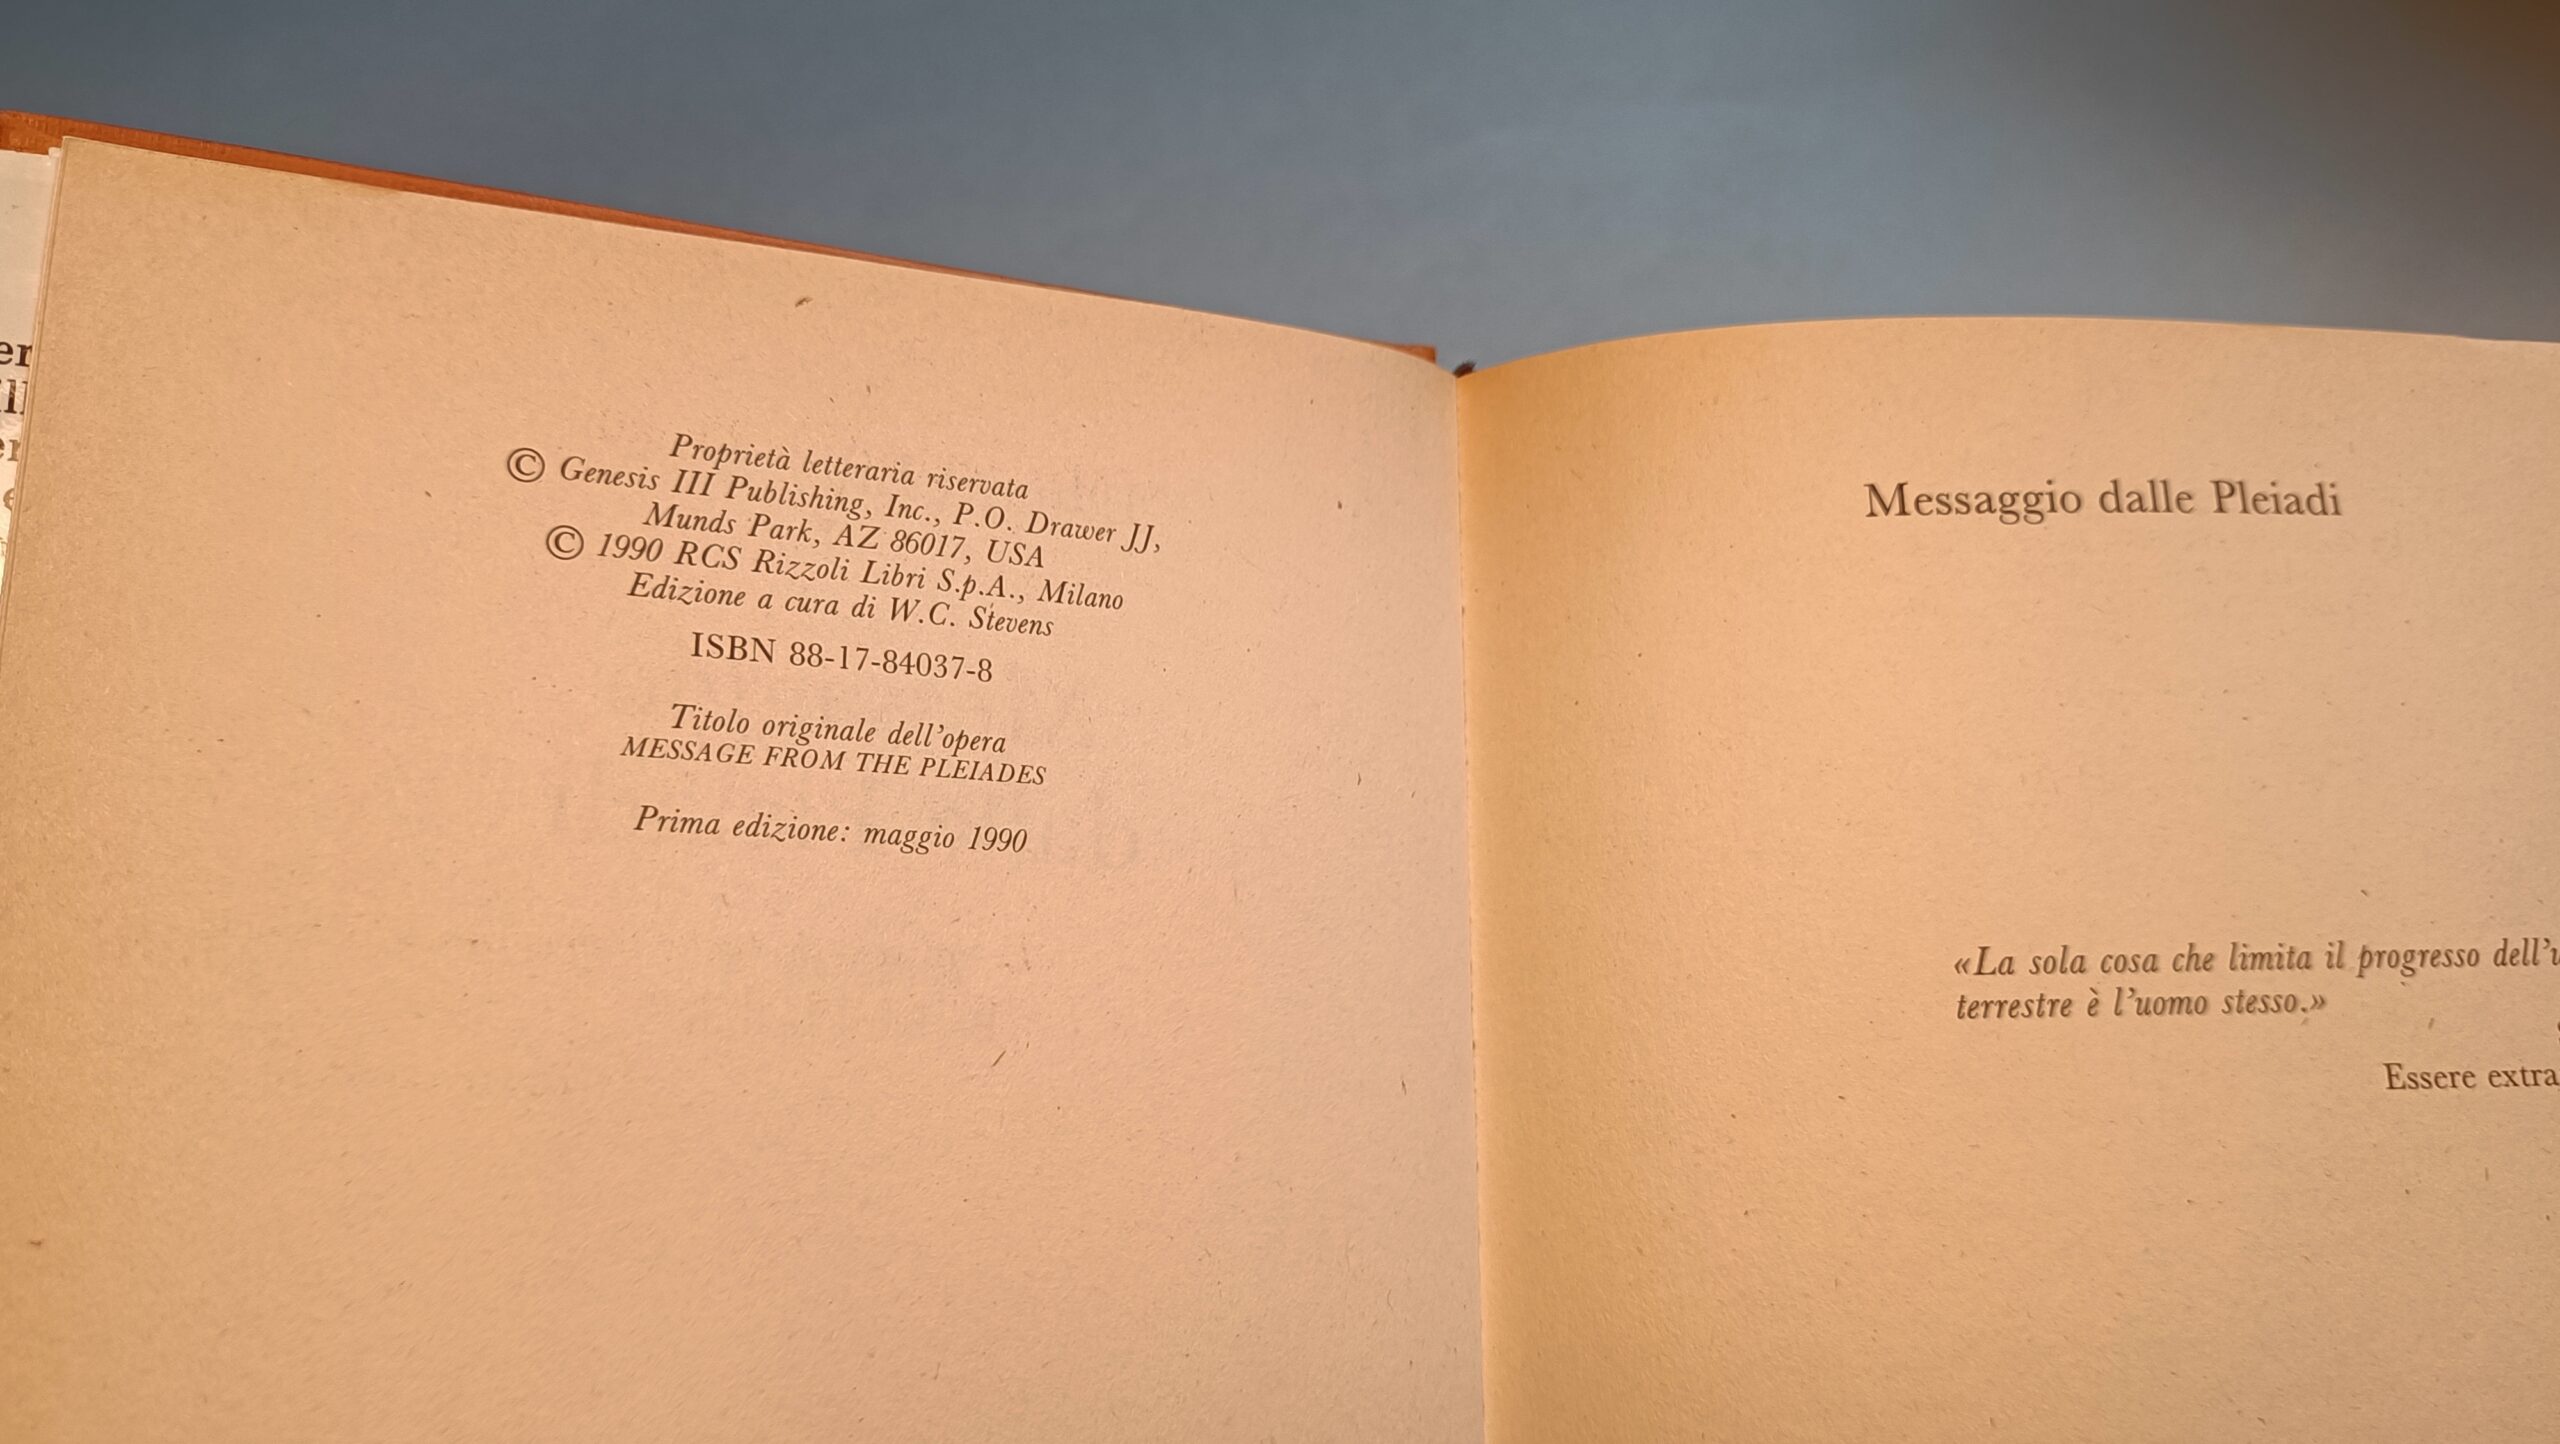 Proprietà letteraria riservata
© Genesis III Publishing, Inc., P.O. Drawer JJ,
Munds Park, AZ 86017, USA
© 1990 RCS Rizzoli Libri S.p.A., Milano
Edizione a cura di W.C. Stevens
ISBN 88-17-84037-8
Titolo originale dell'opera
MESSAGE FROM THE PLEIADES
Prima edizione: maggio 1990
Messaggio dalle Pleiadi
«La sola cosa che limita il progresso
terrestre è l'uomo stesso.»
Essere